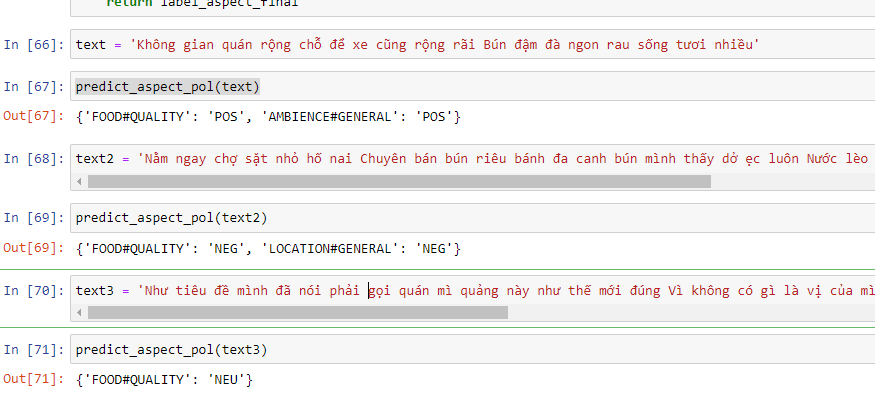 return label_aspect_final
In [66]: text = 'Không gian quán rộng chỗ để xe cũng rộng rãi Bún đậm đà ngon rau sống tươi nhiều'
In [67]: predict_aspect_pol(text)
Out[67]: {'FOOD#QUALITY': 'POS', 'AMBIENCE#GENERAL': 'POS'}
In [68]: text2 = 'Nằm ngay chợ sặt nhỏ hố nai Chuyên bán bún riêu bánh đa canh bún mình thấy dở ẹc luôn Nước lèo
In [69]: predict_aspect_pol(text2)
Out[69]: {'FOOD#QUALITY': 'NEG', 'LOCATION#GENERAL': 'NEG'}
In [70]: text3 = 'Như tiêu đề mình đã nói phải gọi quán mì quảng này như thế mới đúng Vì không có gì là vị của mì
In [71]: predict_aspect_pol(text3)
Out[71]: {'FOOD#QUALITY': 'NEU'}